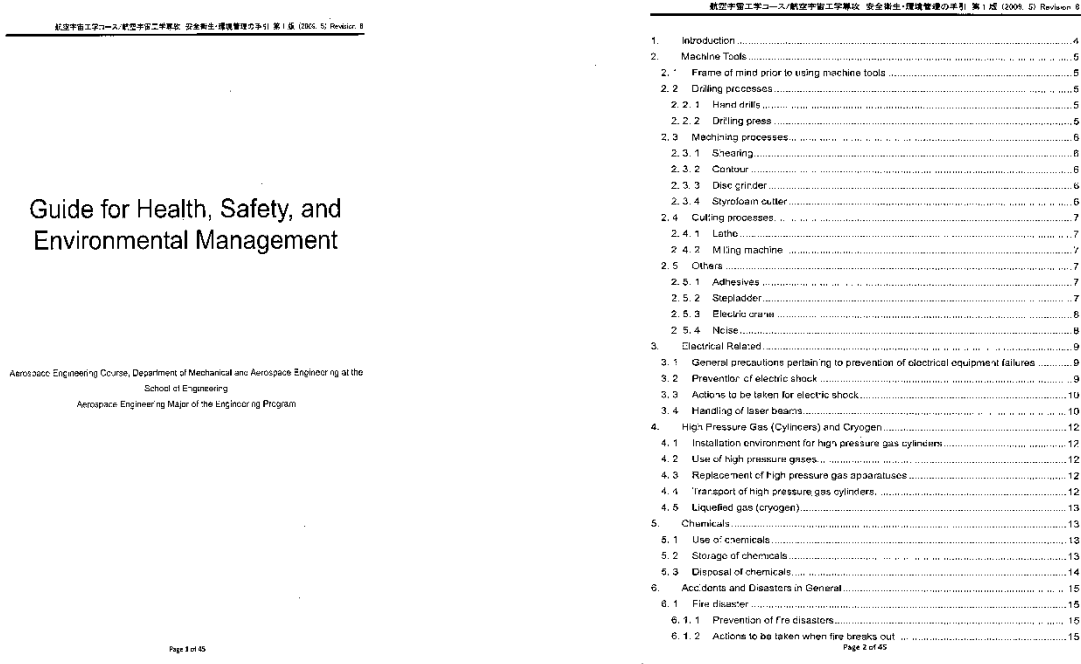 航空宇宙工学コース/航空宇宙工学専攻 安全衛生・環境管理の手引 第1版 (2009. 5) Revision 8
Guide for Health, Safety, and
Environmental Management
Aerospace Engineering Course, Department of Mechanical and Aerospace Engineering at the
School of Engineering
Aerospace Engineering Major of the Engineering Program
Page 1 of 45
航空宇宙工学コース/航空宇宙工学専攻 安全衛生・環境管理の手引 第1版 (2009. 5) Revision 8
1. Introduction 4
2. Machine Tools 5
2. 1 Frame of mind prior to using machine tools 5
2. 2 Drilling processes 5
2. 2. 1 Hand drills 5
2. 2. 2 Drilling press 5
2. 3 Machining processes 6
2. 3. 1 Shearing 6
2. 3. 2 Contour 6
2. 3. 3 Disc grinder 6
2. 3. 4 Styrofoam cutter 6
2. 4 Cutting processes 7
2. 4. 1 Lathe 7
2. 4. 2 Milling machine 7
2. 5 Others 7
2. 5. 1 Adhesives 7
2. 5. 2 Stepladder 7
2. 5. 3 Electric crane 8
2. 5. 4 Noise 8
3. Electrical Related 9
3. 1 General precautions pertaining to prevention of electrical equipment failures 9
3. 2 Prevention of electric shock 9
3. 3 Actions to be taken for electric shock 10
3. 4 Handling of laser beams 10
4. High Pressure Gas (Cylinders) and Cryogen 12
4. 1 Installation environment for high pressure gas cylinders 12
4. 2 Use of high pressure gases 12
4. 3 Replacement of high pressure gas apparatuses 12
4. 4 Transport of high pressure gas cylinders 12
4. 5 Liquefied gas (cryogen) 13
5. Chemicals 13
5. 1 Use of chemicals 13
5. 2 Storage of chemicals 13
5. 3 Disposal of chemicals 14
6. Accidents and Disasters in General 15
6. 1 Fire disaster 15
6. 1. 1 Prevention of fire disasters 15
6. 1. 2 Actions to be taken when fire breaks out 15
Page 2 of 45